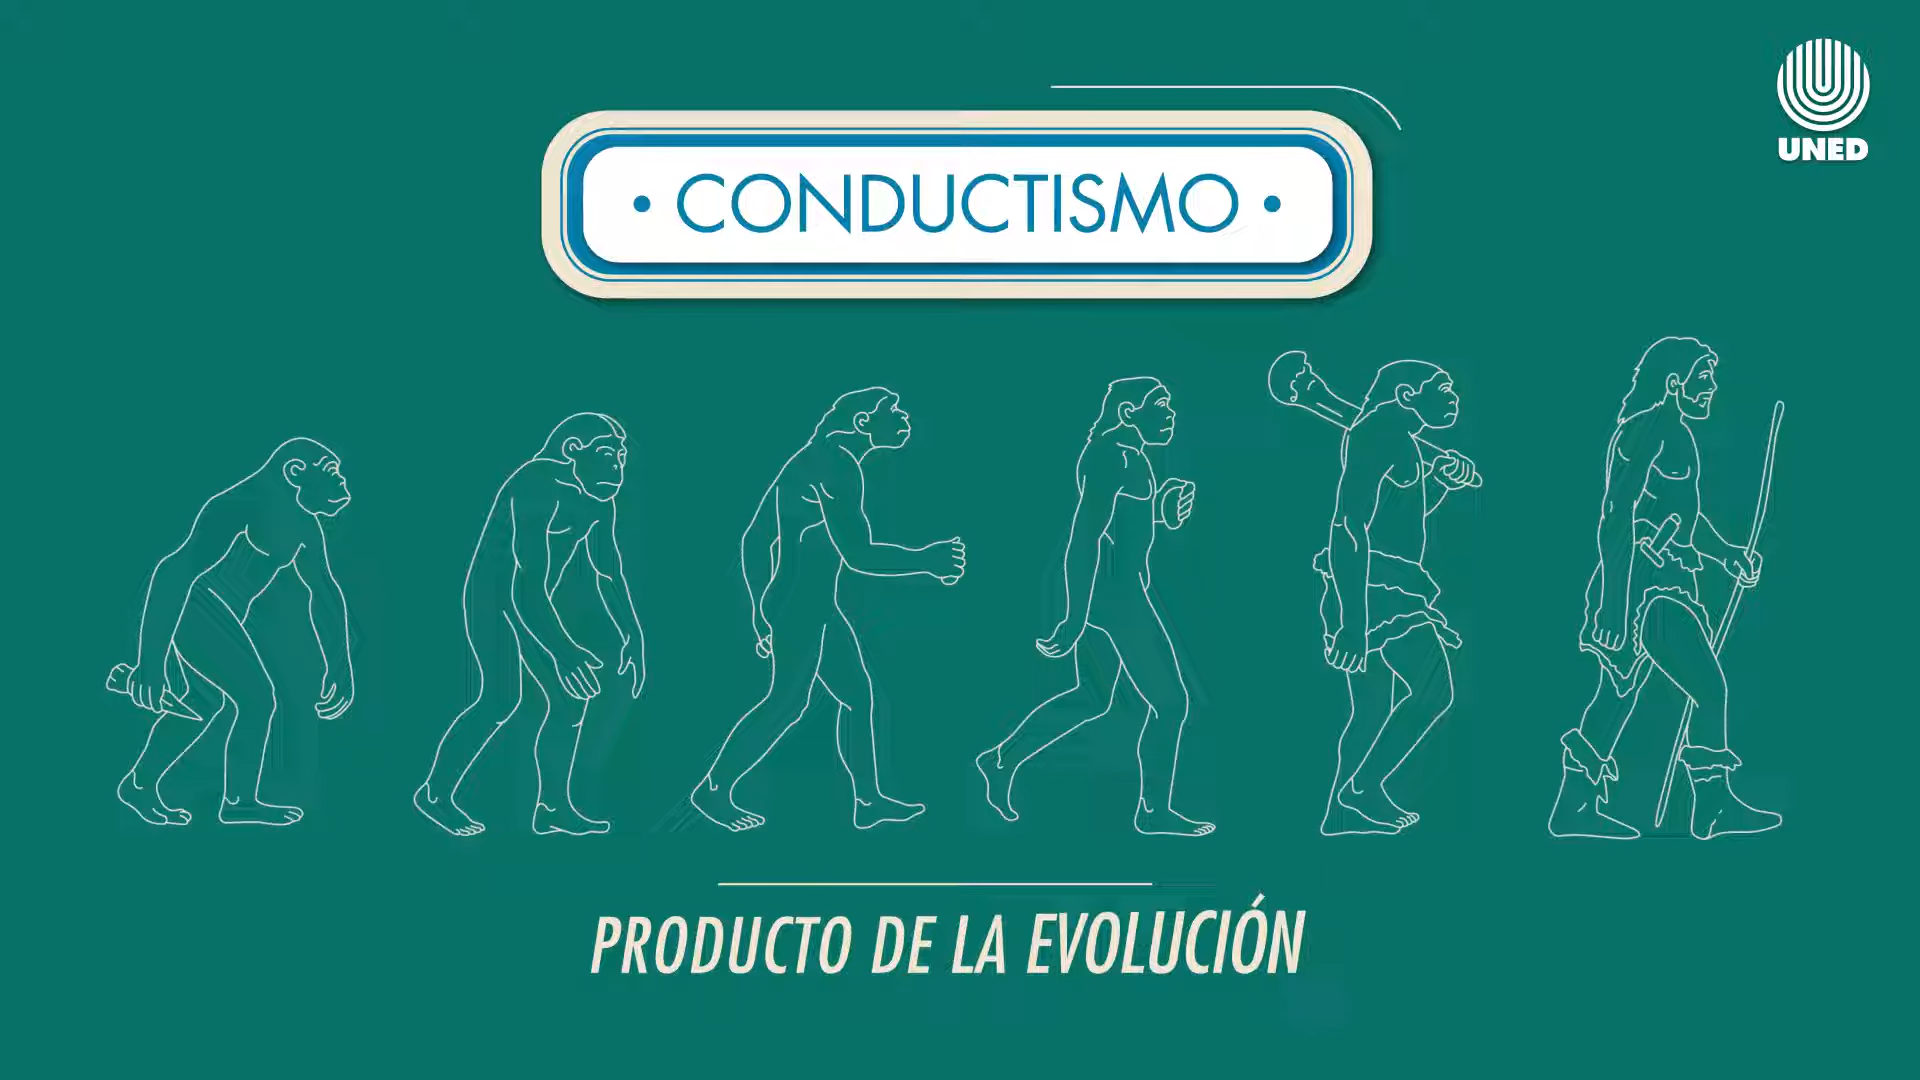 UNED
• CONDUCTISMO •
PRODUCTO DE LA EVOLUCIÓN